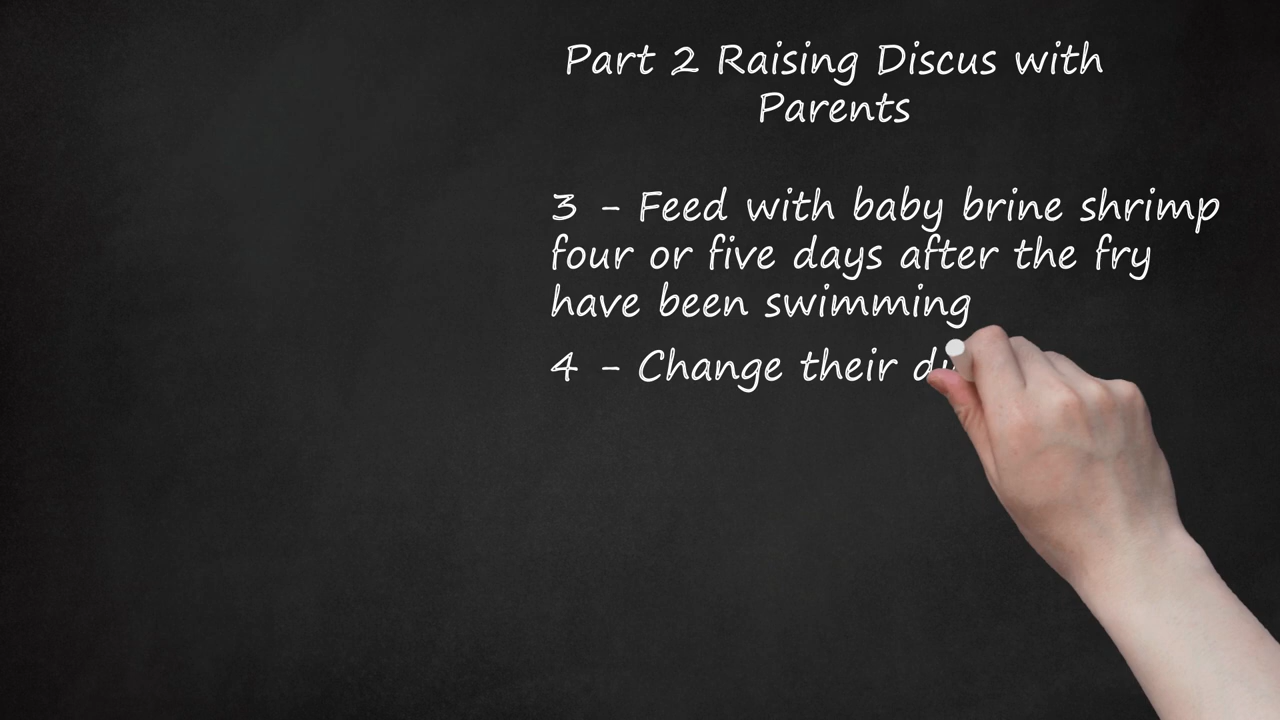 Part 2 Raising Discus with
Parents
3 - Feed with baby brine shrimp
four or five days after the fry
have been swimming
4 - Change their